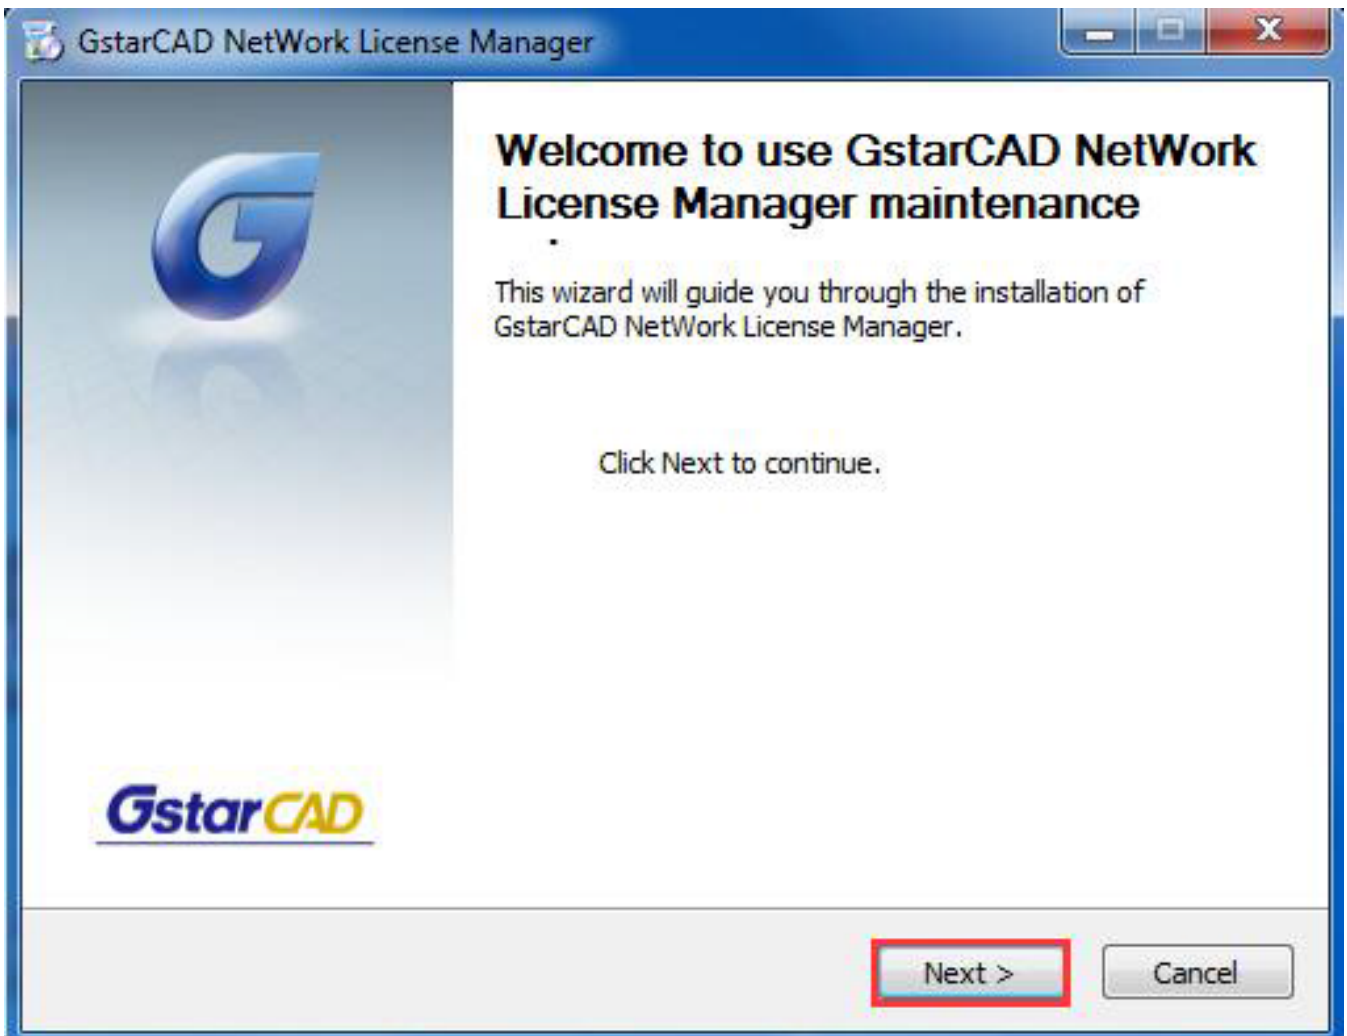 GstarCAD NetWork License Manager
Welcome to use GstarCAD NetWork
License Manager maintenance
This wizard will guide you through the installation of
GstarCAD NetWork License Manager.
Click Next to continue.
GstarCAD
Next >
Cancel